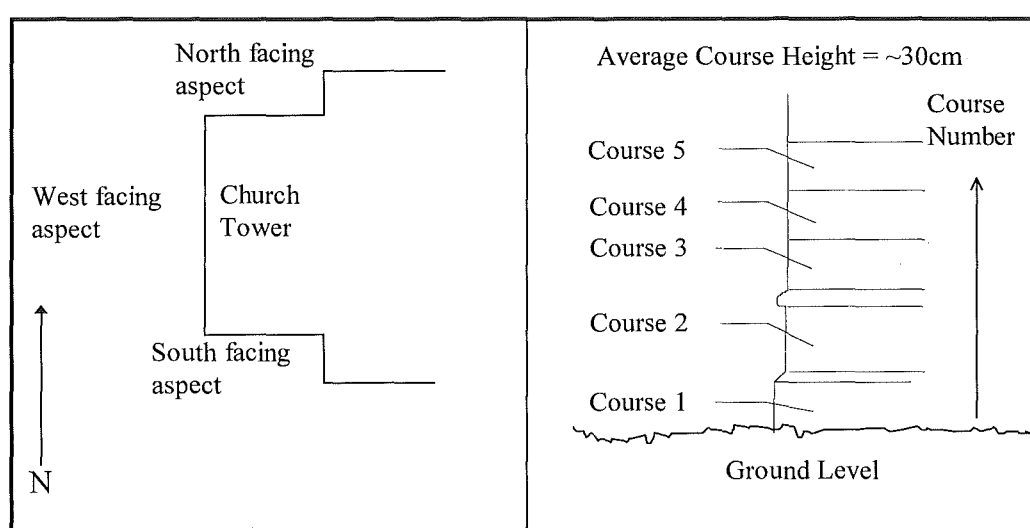 North facing
aspect
West facing
aspect
Church
Tower
South facing
aspect
N
Average Course Height = ~30cm
Course
Number
Course 5
Course 4
Course 3
Course 2
Course 1
Ground Level